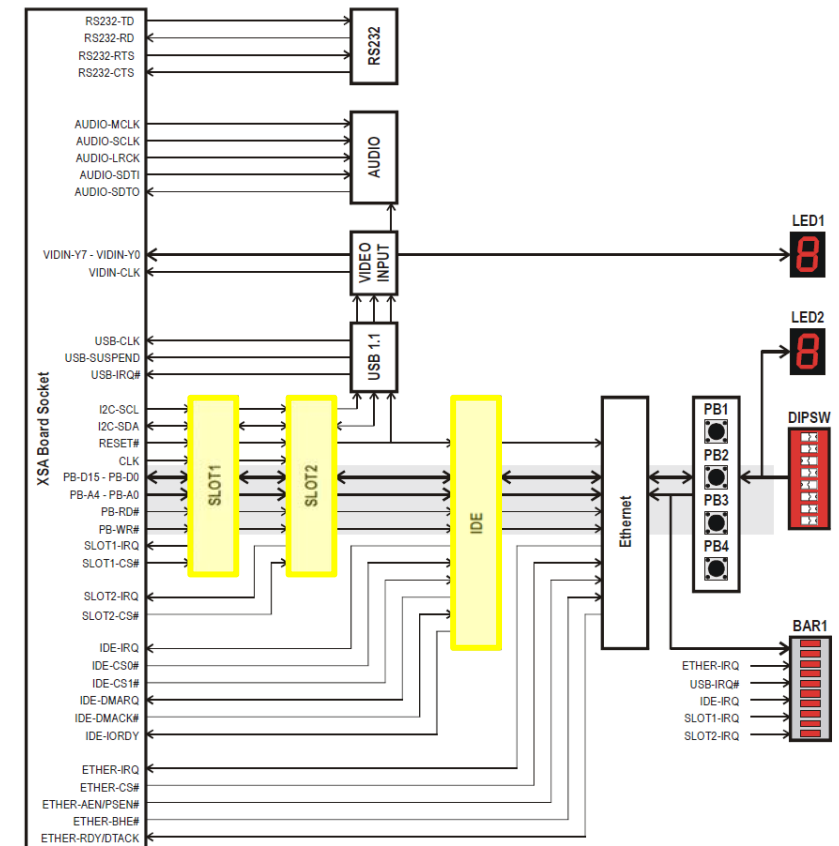 RS232-TD
RS232-RD
RS232-RTS
RS232-CTS
RS232
AUDIO-MCLK
AUDIO-SCLK
AUDIO-LRCK
AUDIO-SDTI
AUDIO-SDTO
AUDIO
LED1
VIDIN-Y7 - VIDIN-Y0
VIDIN-CLK
VIDEO
INPUT
LED2
USB-CLK
USB-SUSPEND
USB-IRQ#
USB 1.1
XSA Board Socket
I2C-SCL
I2C-SDA
RESET#
CLK
PB-D15 - PB-D0
PB-A4 - PB-A0
PB-RD#
PB-WR#
SLOT1-IRQ
SLOT1-CS#
SLOT1
SLOT2
IDE
Ethernet
PB1
PB2
PB3
PB4
DIPSW
SLOT2-IRQ
SLOT2-CS#
IDE-IRQ
IDE-CS0#
IDE-CS1#
IDE-DMARQ
IDE-DMACK#
IDE-IORDY
BAR1
ETHER-IRQ
USB-IRQ#
IDE-IRQ
SLOT1-IRQ
SLOT2-IRQ
ETHER-IRQ
ETHER-CS#
ETHER-AEN/PSEN#
ETHER-BHE#
ETHER-RDY/DTACK